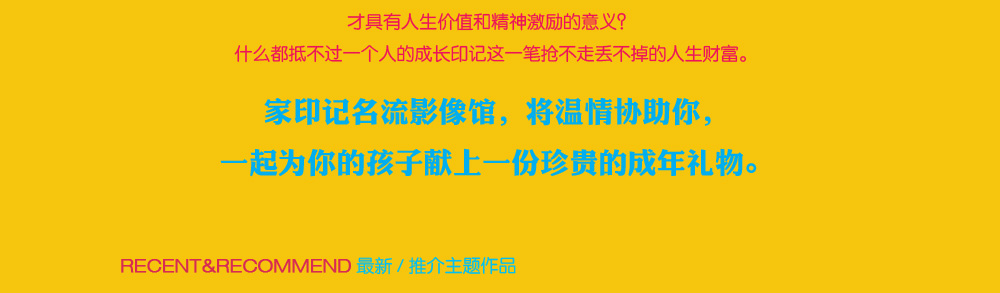 才具有人生价值和精神激励的意义?
什么都抵不过一个人的成长印记这一笔抢不走丢不掉的人生财富。
家印记名流影像馆，将温情协助你，
一起为你的孩子献上一份珍贵的成年礼物。
RECENT&RECOMMEND 最新 / 推介主题作品